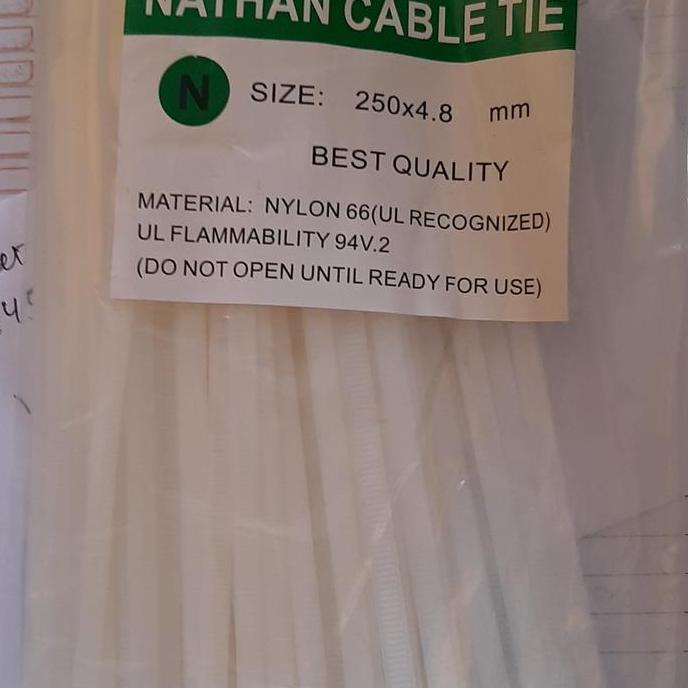 NATHAN CABLE TIE
N
SIZE: 250x4.8 mm
BEST QUALITY
MATERIAL: NYLON 66(UL RECOGNIZED)
UL FLAMMABILITY 94V.2
(DO NOT OPEN UNTIL READY FOR USE)